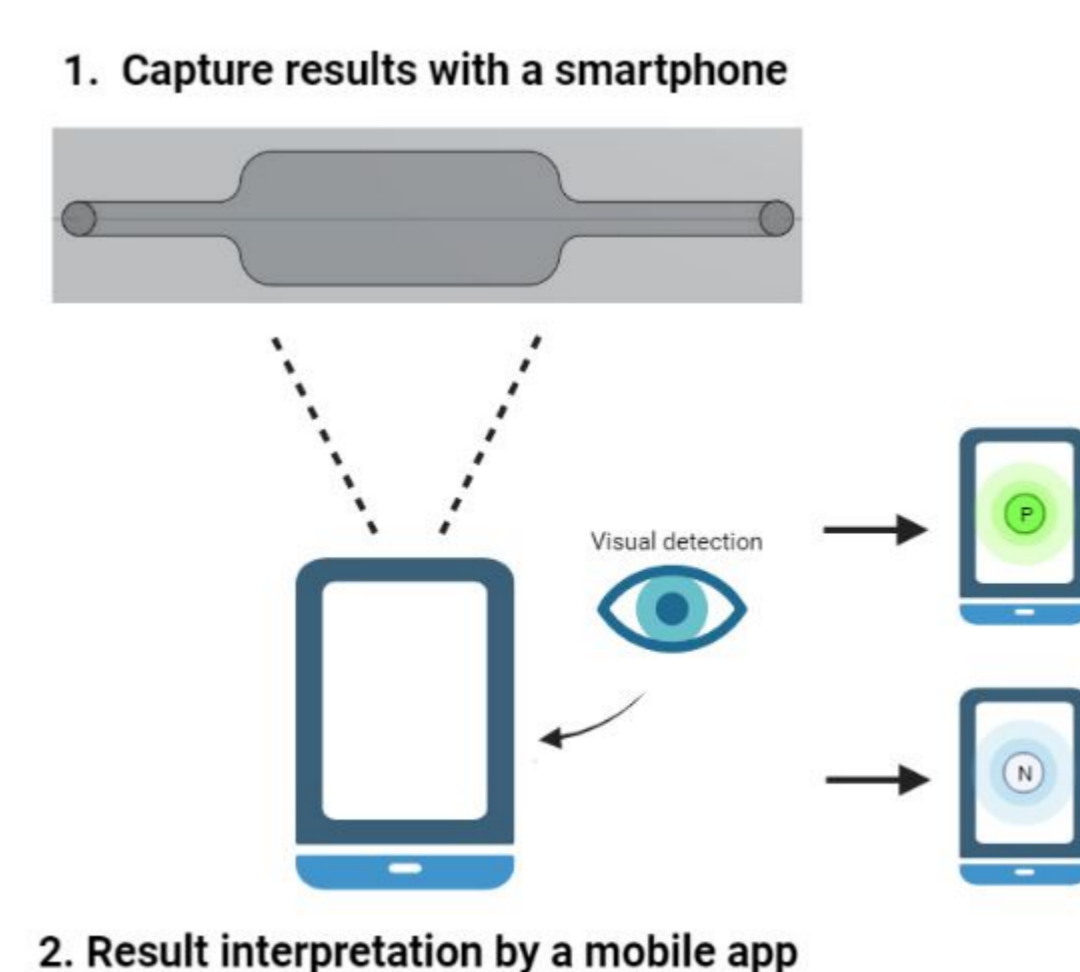 1. Capture results with a smartphone
Visual detection
P
N
2. Result interpretation by a mobile app